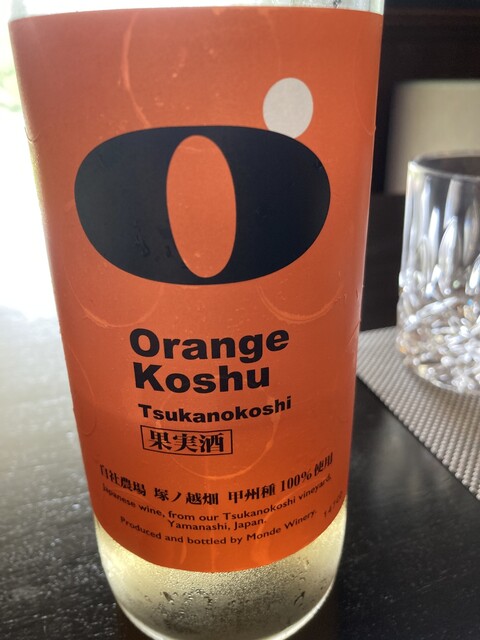 Orange
Koshu
Tsukanokoshi
果実酒
自社農場 塚ノ越畑 甲州種100%使用
Japanese wine, from our Tsukanokoshi vineyard,
Yamanashi, Japan.
Produced and bottled by Monde Winery.